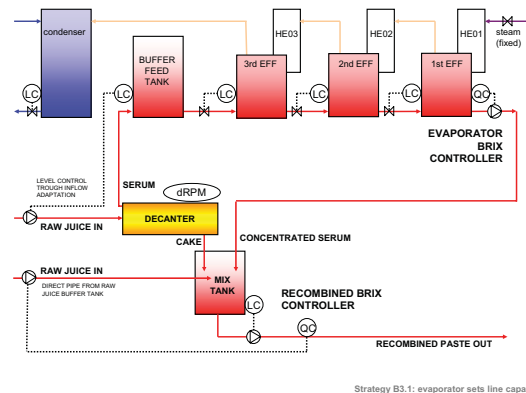 condenser
HE03
HE02
HE01
steam
(fixed)
BUFFER
FEED
TANK
3rd EFF
2nd EFF
1st EFF
LC
LC
LC
LC
LC
QC
EVAPORATOR
BRIX
CONTROLLER
LEVEL CONTROL
TROUGH INFLOW
ADAPTATION
SERUM
dRPM
DECANTER
RAW JUICE IN
CAKE
CONCENTRATED SERUM
RAW JUICE IN
DIRECT PIPE FROM RAW
JUICE BUFFER TANK
MIX
TANK
LC
RECOMBINED BRIX
CONTROLLER
QC
RECOMBINED PASTE OUT
Strategy B3.1: evaporator sets line capa